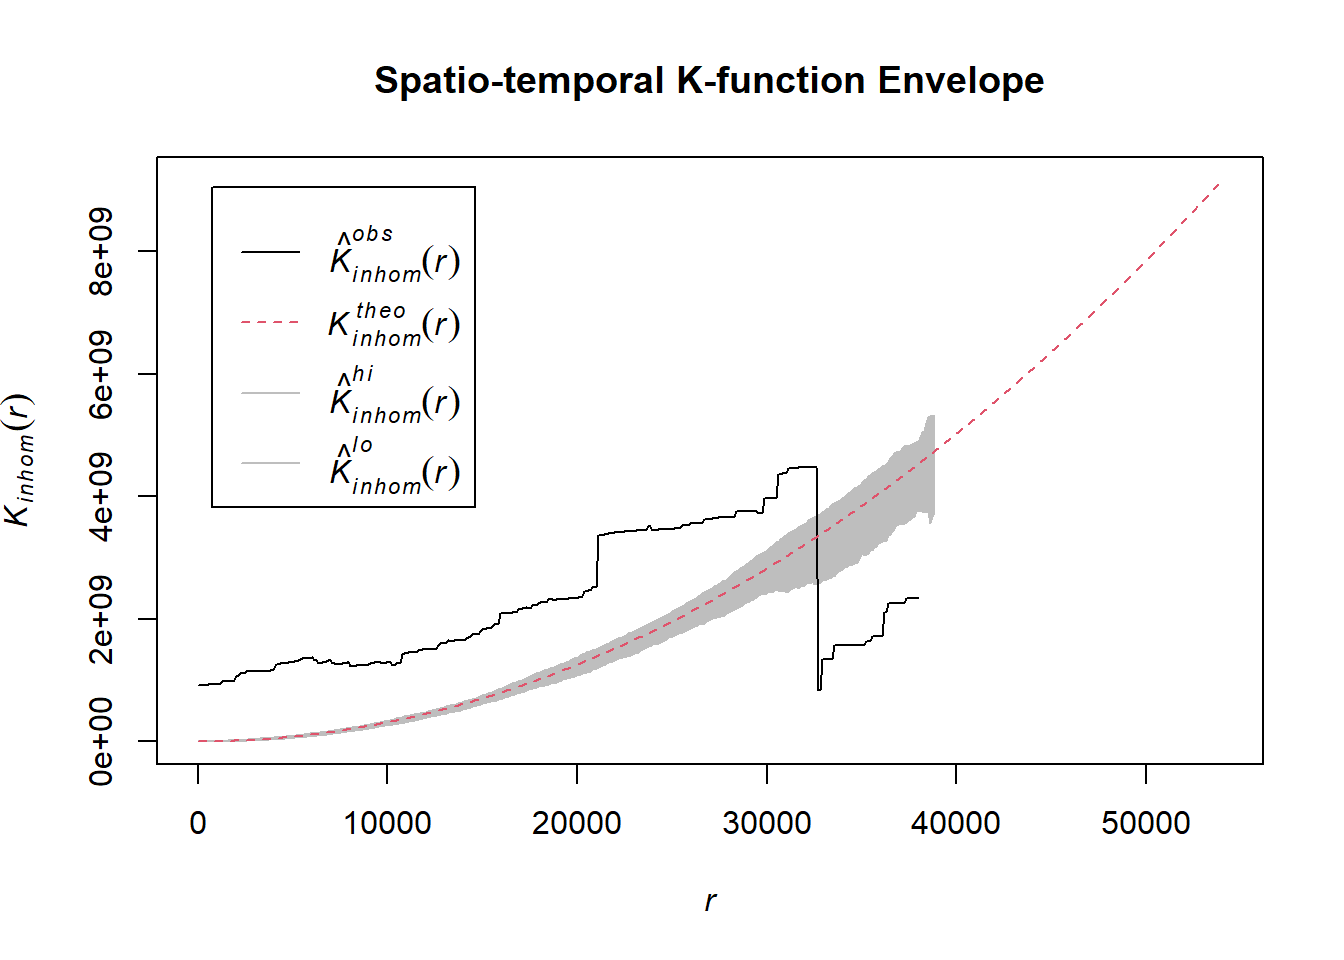 Spatio-temporal K-function Envelope
K̂ᵒᵇˢ_inhom(r)
Kᵗʰᵉᵒ_inhom(r)
K̂ʰⁱ_inhom(r)
K̂ˡᵒ_inhom(r)
K_inhom(r)
8e+09
6e+09
4e+09
2e+09
0e+00
0 10000 20000 30000 40000 50000
r